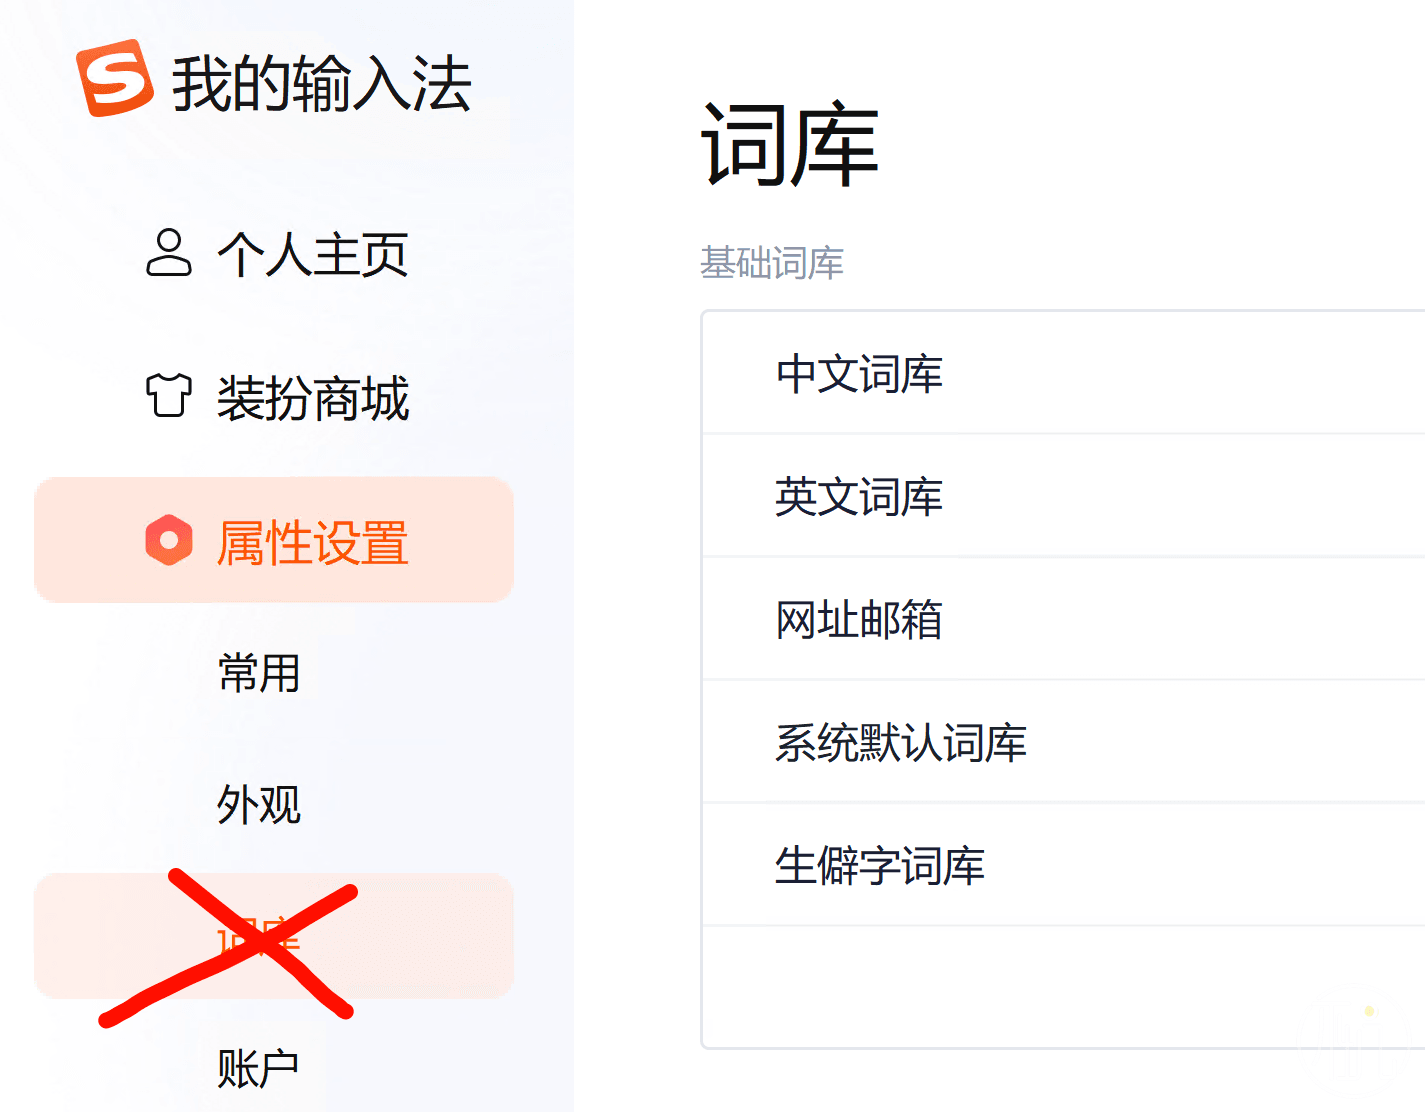 我的输入法
个人主页
装扮商城
属性设置
常用
外观
词库
账户
词库
基础词库
中文词库
英文词库
网址邮箱
系统默认词库
生僻字词库